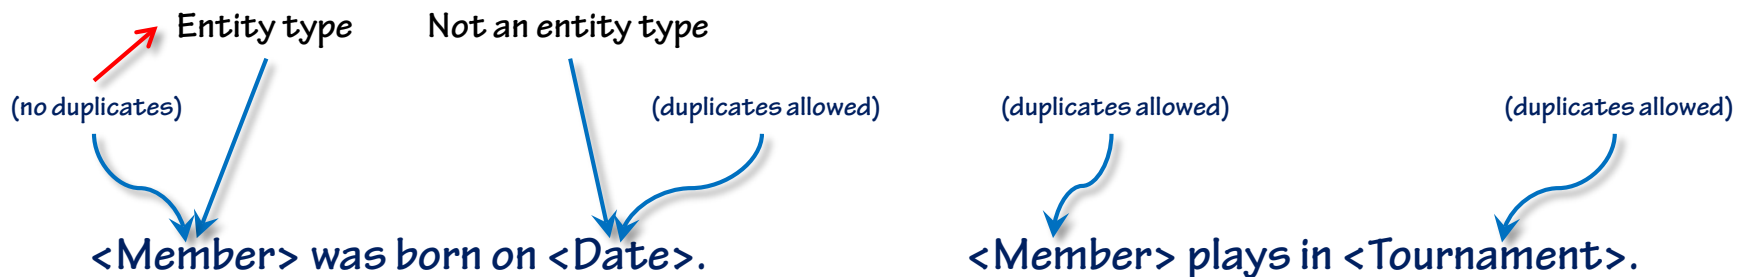 Entity type Not an entity type
(no duplicates) (duplicates allowed) (duplicates allowed) (duplicates allowed)
<Member> was born on <Date>. <Member> plays in <Tournament>.